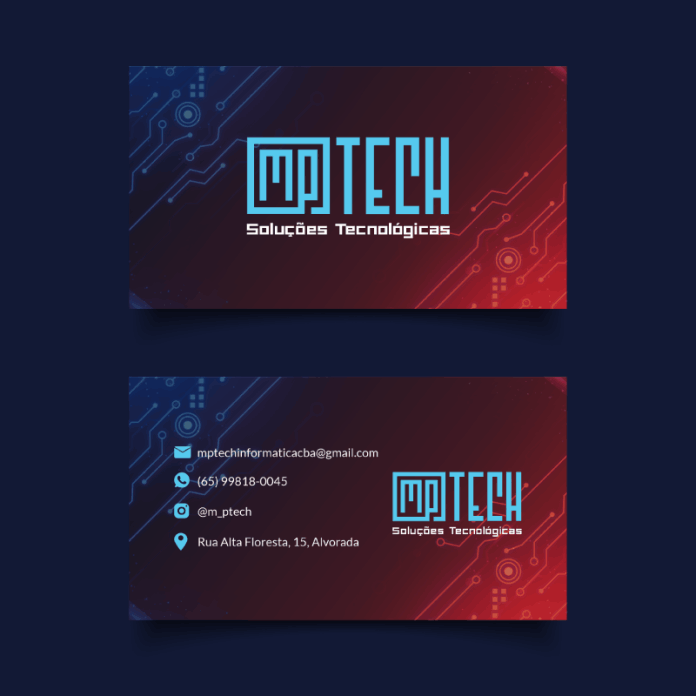 MP TECH
Soluções Tecnológicas
mptechinformaticacba@gmail.com
(65) 99818-0045
@m_ptech
Rua Alta Floresta, 15, Alvorada
MP TECH
Soluções Tecnológicas